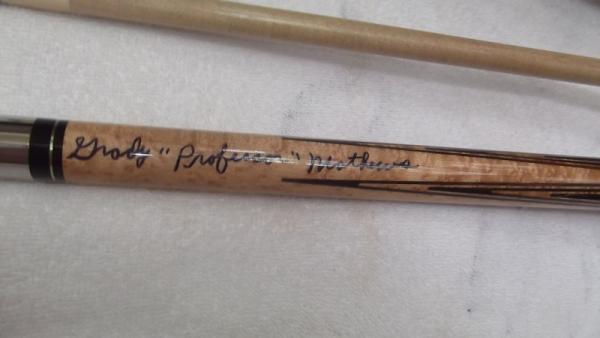 Grady "Professor" Mathews